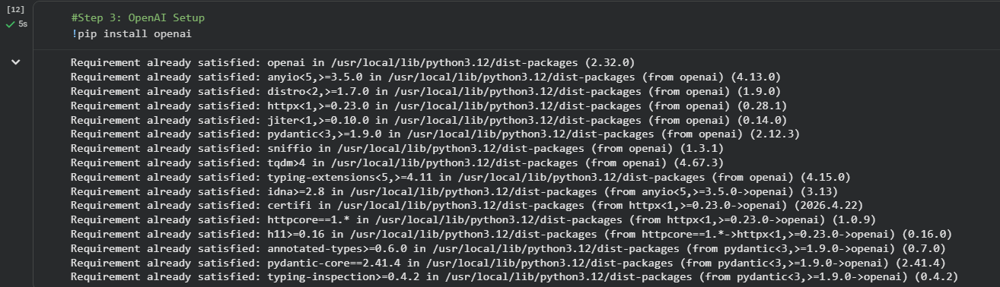 [12]
5s
#Step 3: OpenAI Setup
!pip install openai
Requirement already satisfied: openai in /usr/local/lib/python3.12/dist-packages (2.32.0)
Requirement already satisfied: anyio<5,>=3.5.0 in /usr/local/lib/python3.12/dist-packages (from openai) (4.13.0)
Requirement already satisfied: distro<2,>=1.7.0 in /usr/local/lib/python3.12/dist-packages (from openai) (1.9.0)
Requirement already satisfied: httpx<1,>=0.23.0 in /usr/local/lib/python3.12/dist-packages (from openai) (0.28.1)
Requirement already satisfied: jiter<1,>=0.10.0 in /usr/local/lib/python3.12/dist-packages (from openai) (0.14.0)
Requirement already satisfied: pydantic<3,>=1.9.0 in /usr/local/lib/python3.12/dist-packages (from openai) (2.12.3)
Requirement already satisfied: sniffio in /usr/local/lib/python3.12/dist-packages (from openai) (1.3.1)
Requirement already satisfied: tqdm>4 in /usr/local/lib/python3.12/dist-packages (from openai) (4.67.3)
Requirement already satisfied: typing-extensions<5,>=4.11 in /usr/local/lib/python3.12/dist-packages (from openai) (4.15.0)
Requirement already satisfied: idna>=2.8 in /usr/local/lib/python3.12/dist-packages (from anyio<5,>=3.5.0->openai) (3.13)
Requirement already satisfied: certifi in /usr/local/lib/python3.12/dist-packages (from httpx<1,>=0.23.0->openai) (2026.4.22)
Requirement already satisfied: httpcore==1.* in /usr/local/lib/python3.12/dist-packages (from httpx<1,>=0.23.0->openai) (1.0.9)
Requirement already satisfied: h11>=0.16 in /usr/local/lib/python3.12/dist-packages (from httpcore==1.*->httpx<1,>=0.23.0->openai) (0.16.0)
Requirement already satisfied: annotated-types>=0.6.0 in /usr/local/lib/python3.12/dist-packages (from pydantic<3,>=1.9.0->openai) (0.7.0)
Requirement already satisfied: pydantic-core==2.41.4 in /usr/local/lib/python3.12/dist-packages (from pydantic<3,>=1.9.0->openai) (2.41.4)
Requirement already satisfied: typing-inspection>=0.4.2 in /usr/local/lib/python3.12/dist-packages (from pydantic<3,>=1.9.0->openai) (0.4.2)